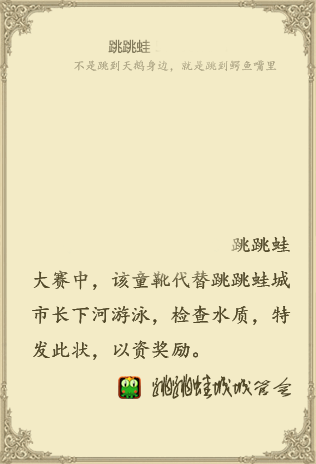 跳跳蛙
不是跳到天鹅身边，就是跳到鳄鱼嘴里
跳跳蛙
大赛中，该童靴代替跳跳蛙城
市长下河游泳，检查水质，特
发此状，以资奖励。
跳跳蛙城城管会